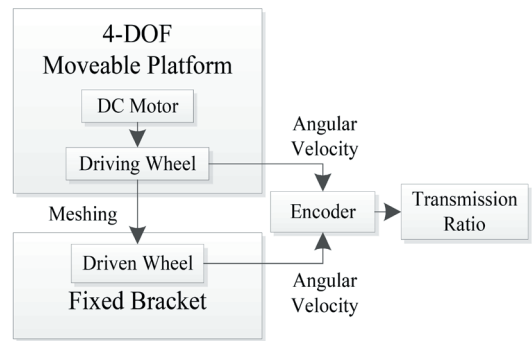 4-DOF
Moveable Platform
DC Motor
Driving Wheel
Angular
Velocity
Meshing
Encoder
Transmission
Ratio
Driven Wheel
Fixed Bracket
Angular
Velocity